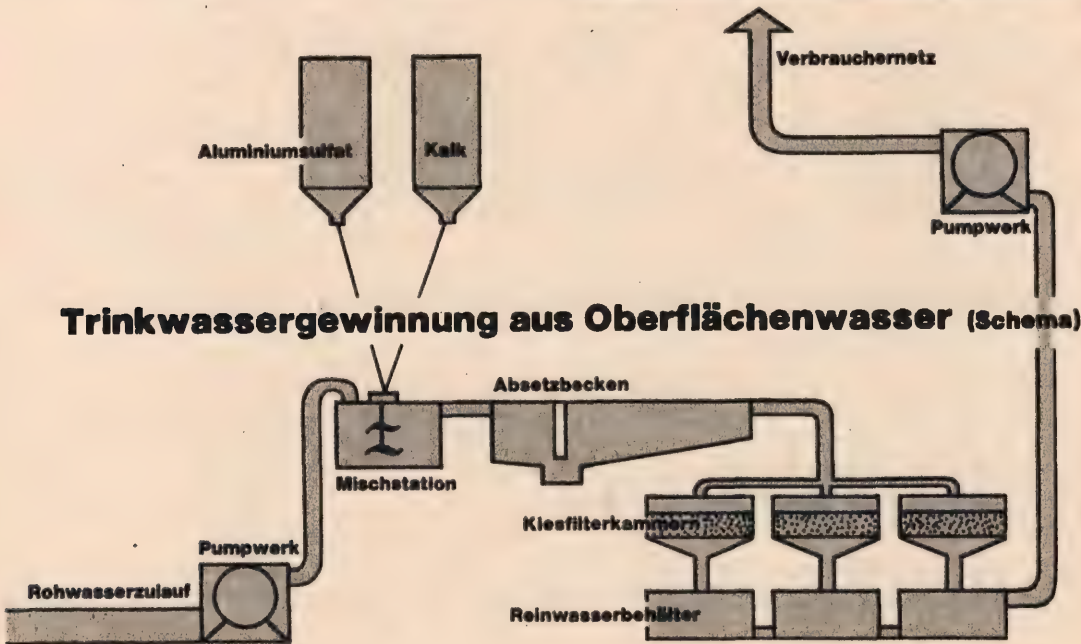 Verbrauchernetz
Aluminiumsulfat
Kalk
Pumpwerk
Trinkwassergewinnung aus Oberflächenwasser (Schema)
Absetzbecken
Mischstation
Kiesfilterkammern
Pumpwerk
Rohwasserzulauf
Reinwasserbehälter